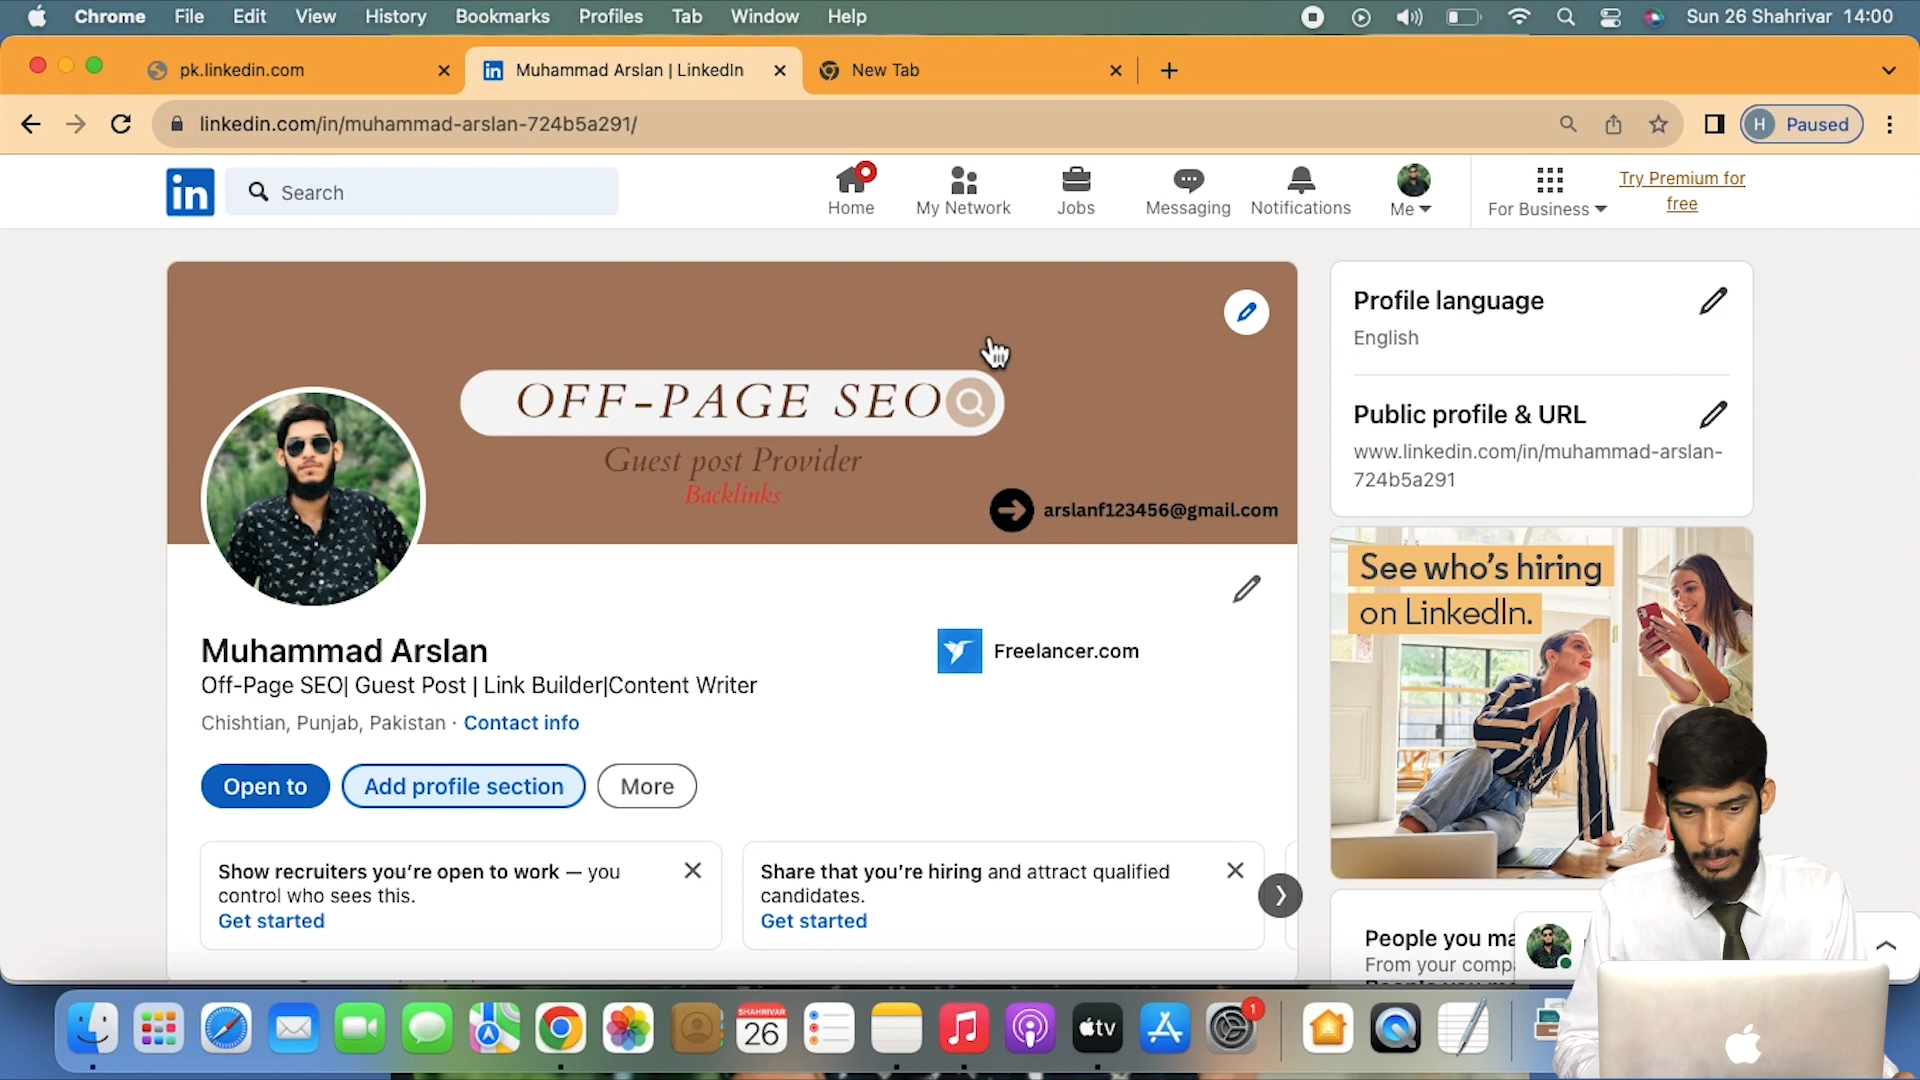 Chrome File Edit View History Bookmarks Profiles Tab Window Help Sun 26 Shahrivar 14:00
pk.linkedin.com
Muhammad Arslan | LinkedIn
New Tab
linkedin.com/in/muhammad-arslan-724b5a291/
H Paused
in
Search
Home
My Network
Jobs
Messaging
Notifications
Me
For Business
Try Premium for
free
OFF-PAGE SEO
Guest post Provider
Backlinks
arslanf123456@gmail.com
Muhammad Arslan
Off-Page SEO| Guest Post | Link Builder|Content Writer
Chishtian, Punjab, Pakistan · Contact info
Freelancer.com
Open to
Add profile section
More
Show recruiters you're open to work — you
control who sees this.
Get started
Share that you're hiring and attract qualified
candidates.
Get started
Profile language
English
Public profile & URL
www.linkedin.com/in/muhammad-arslan-
724b5a291
See who's hiring
on LinkedIn.
People you ma
From your comp
SHAHRIVAR
26
tv
1